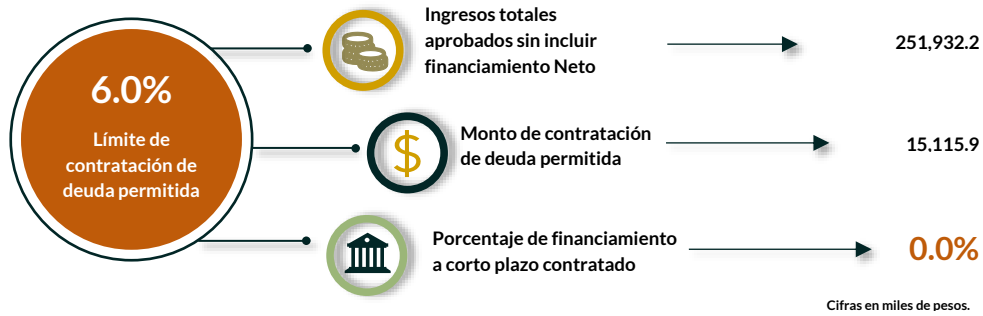 6.0%
Límite de
contratación de
deuda permitida
Ingresos totales
aprobados sin incluir
financiamiento Neto
251,932.2
$
Monto de contratación
de deuda permitida
15,115.9
Porcentaje de financiamiento
a corto plazo contratado
0.0%
Cifras en miles de pesos.